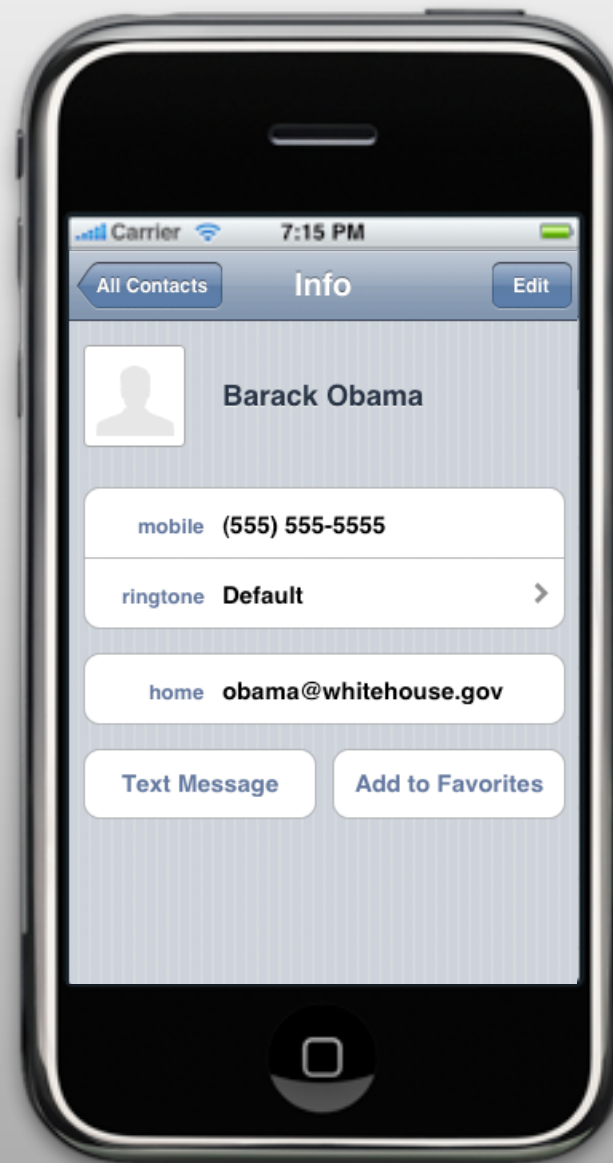 Carrier 7:15 PM
All Contacts Info Edit
Barack Obama
mobile (555) 555-5555
ringtone Default
home obama@whitehouse.gov
Text Message Add to Favorites